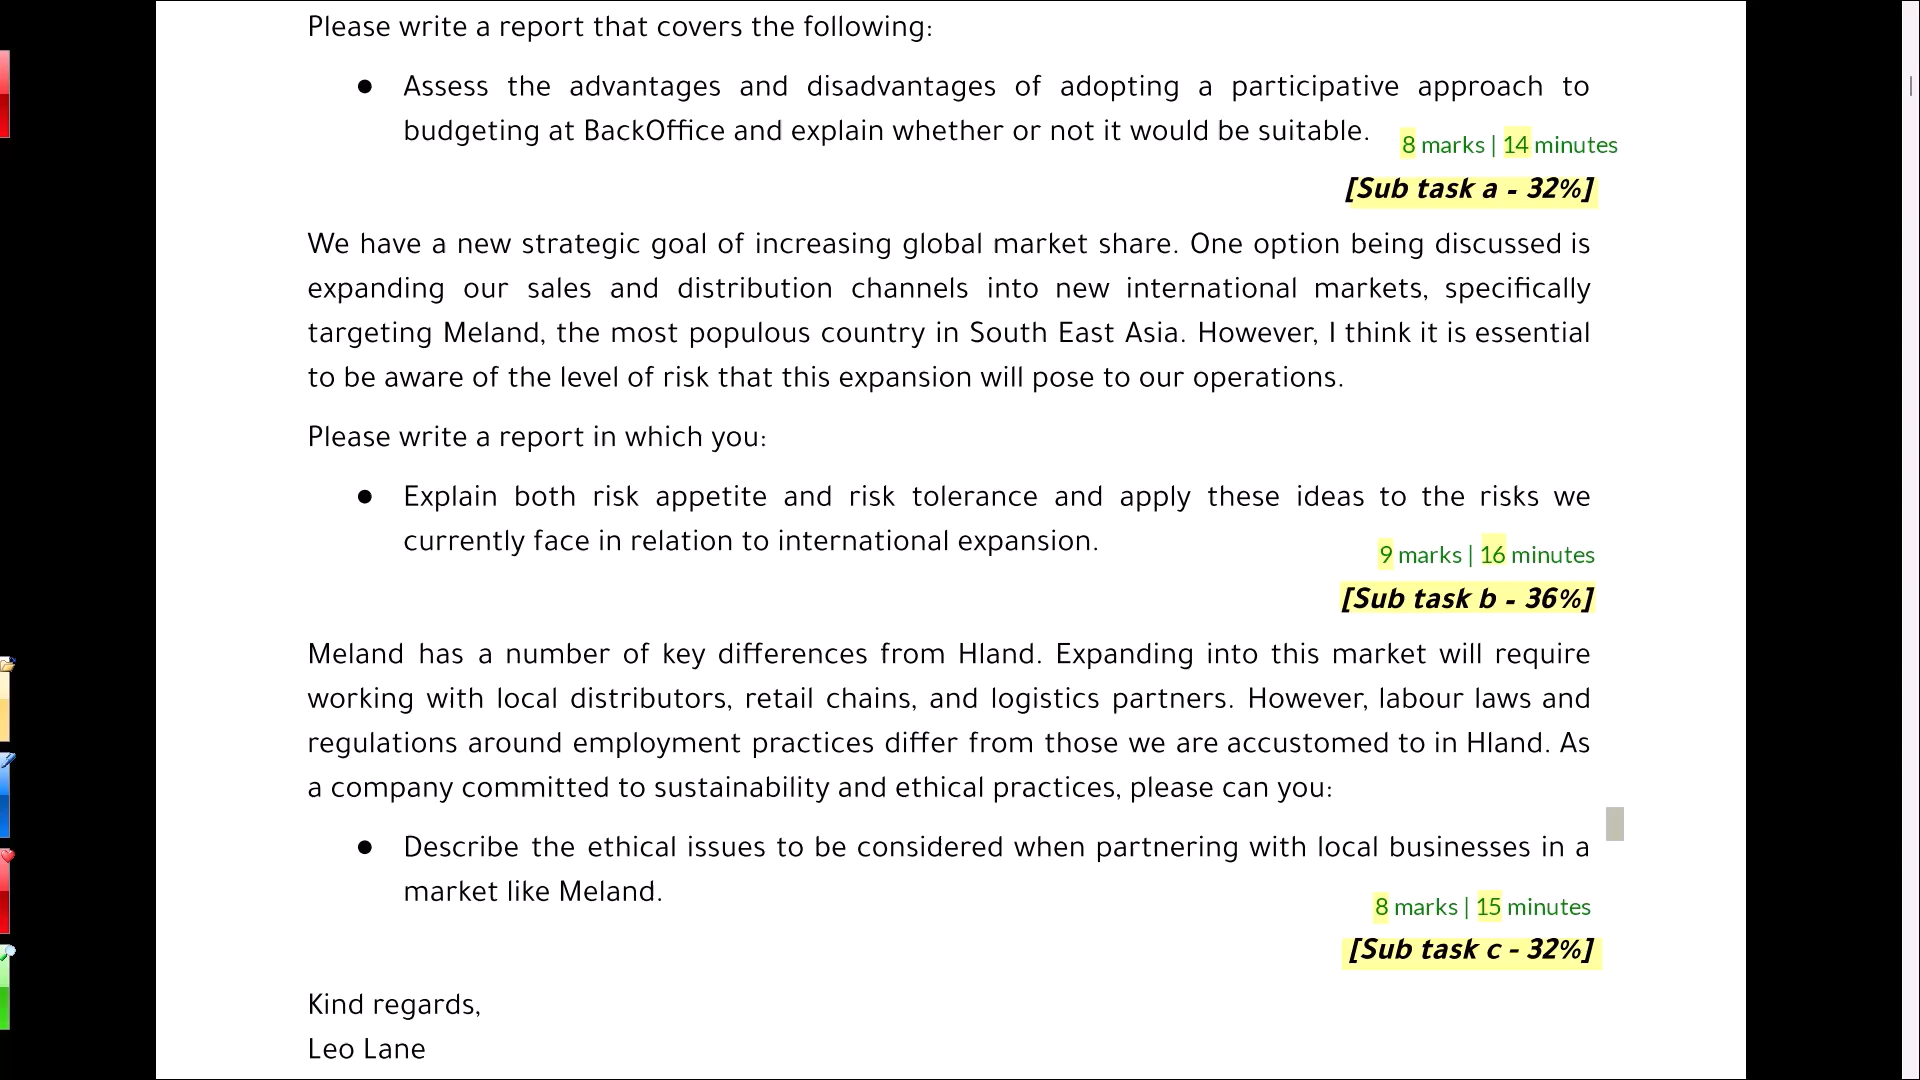 Please write a report that covers the following:
● Assess the advantages and disadvantages of adopting a participative approach to
budgeting at BackOffice and explain whether or not it would be suitable.
8 marks | 14 minutes
[Sub task a - 32%]
We have a new strategic goal of increasing global market share. One option being discussed is
expanding our sales and distribution channels into new international markets, specifically
targeting Meland, the most populous country in South East Asia. However, I think it is essential
to be aware of the level of risk that this expansion will pose to our operations.
Please write a report in which you:
● Explain both risk appetite and risk tolerance and apply these ideas to the risks we
currently face in relation to international expansion.
9 marks | 16 minutes
[Sub task b - 36%]
Meland has a number of key differences from Hland. Expanding into this market will require
working with local distributors, retail chains, and logistics partners. However, labour laws and
regulations around employment practices differ from those we are accustomed to in Hland. As
a company committed to sustainability and ethical practices, please can you:
● Describe the ethical issues to be considered when partnering with local businesses in a
market like Meland.
8 marks | 15 minutes
[Sub task c - 32%]
Kind regards,
Leo Lane